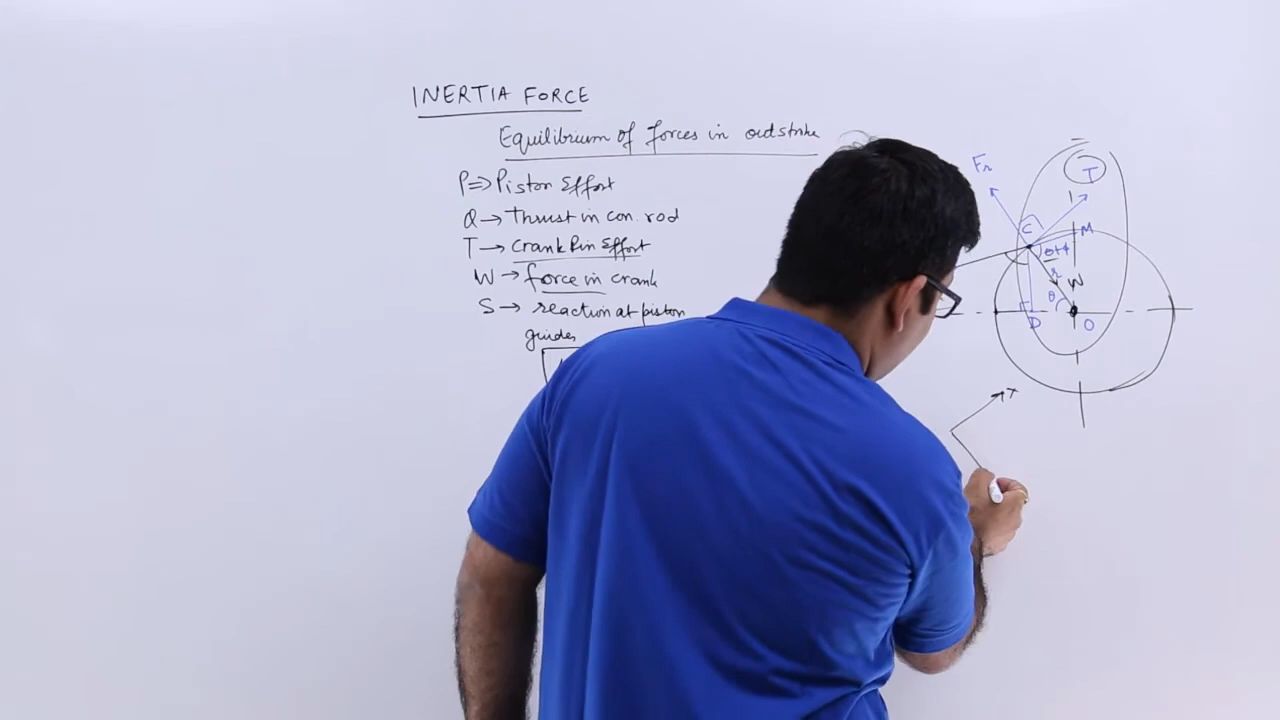 INERTIA FORCE
Equilibrium of forces in outstroke
P => Piston Effort
Q → Thrust in con. rod
T → Crank Pin Effort
W → force in crank
S → reaction at piston
guides
Fr
T
C
M
θ+ϕ
r
W
θ
D
O